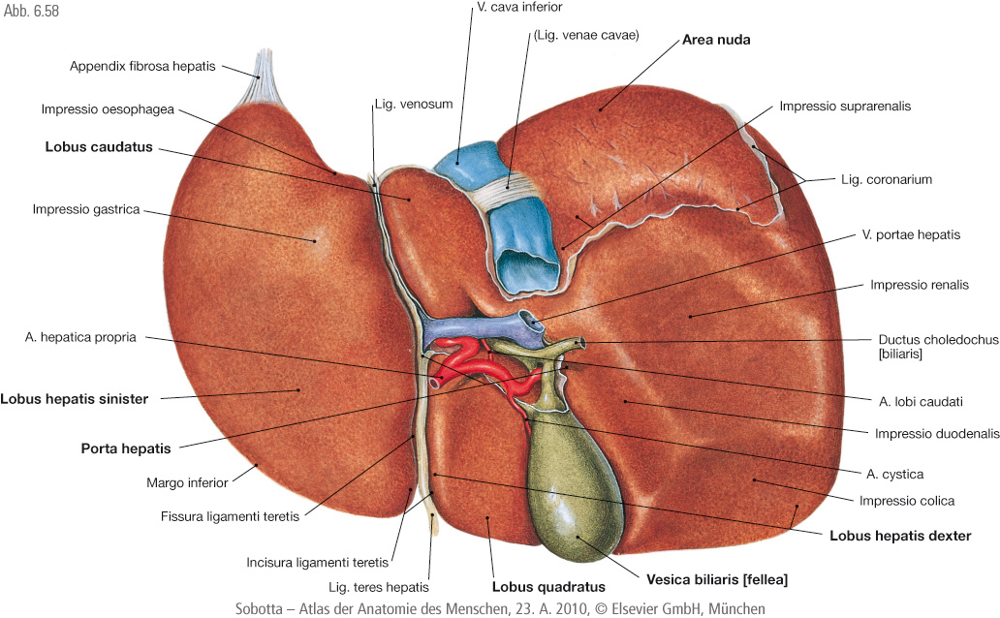 Abb. 6.58
V. cava inferior
(Lig. venae cavae)
Area nuda
Appendix fibrosa hepatis
Lig. venosum
Impressio oesophagea
Impressio suprarenalis
Lobus caudatus
Lig. coronarium
Impressio gastrica
V. portae hepatis
Impressio renalis
A. hepatica propria
Ductus choledochus
[biliaris]
Lobus hepatis sinister
A. lobi caudati
Impressio duodenalis
Porta hepatis
A. cystica
Margo inferior
Impressio colica
Fissura ligamenti teretis
Lobus hepatis dexter
Incisura ligamenti teretis
Lig. teres hepatis
Lobus quadratus
Vesica biliaris [fellea]
Sobotta – Atlas der Anatomie des Menschen, 23. A. 2010, © Elsevier GmbH, München